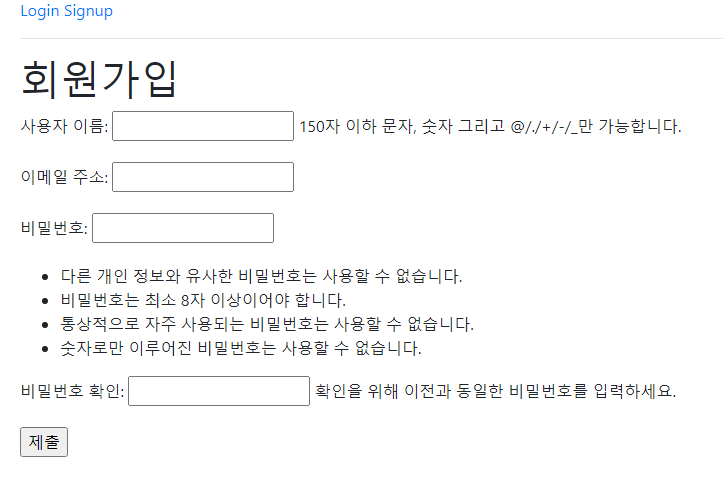 Login Signup
회원가입
사용자 이름: 150자 이하 문자, 숫자 그리고 @/./+/-/_만 가능합니다.
이메일 주소:
비밀번호:
다른 개인 정보와 유사한 비밀번호는 사용할 수 없습니다.
비밀번호는 최소 8자 이상이어야 합니다.
통상적으로 자주 사용되는 비밀번호는 사용할 수 없습니다.
숫자로만 이루어진 비밀번호는 사용할 수 없습니다.
비밀번호 확인: 확인을 위해 이전과 동일한 비밀번호를 입력하세요.
제출